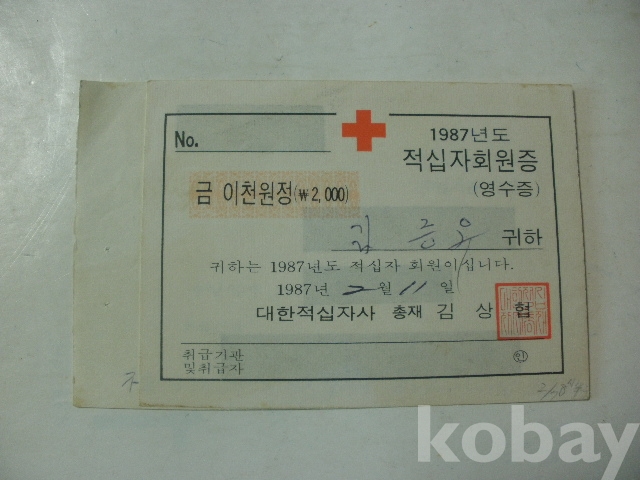 No.
1987년도
적십자회원증
(영수증)
금 이천원정(₩2,000)
김 귀하
귀하는 1987년도 적십자 회원이십니다.
1987년 2월 11일
대한적십자사 총재 김 상 협
취급기관
및취급자
인
kobay